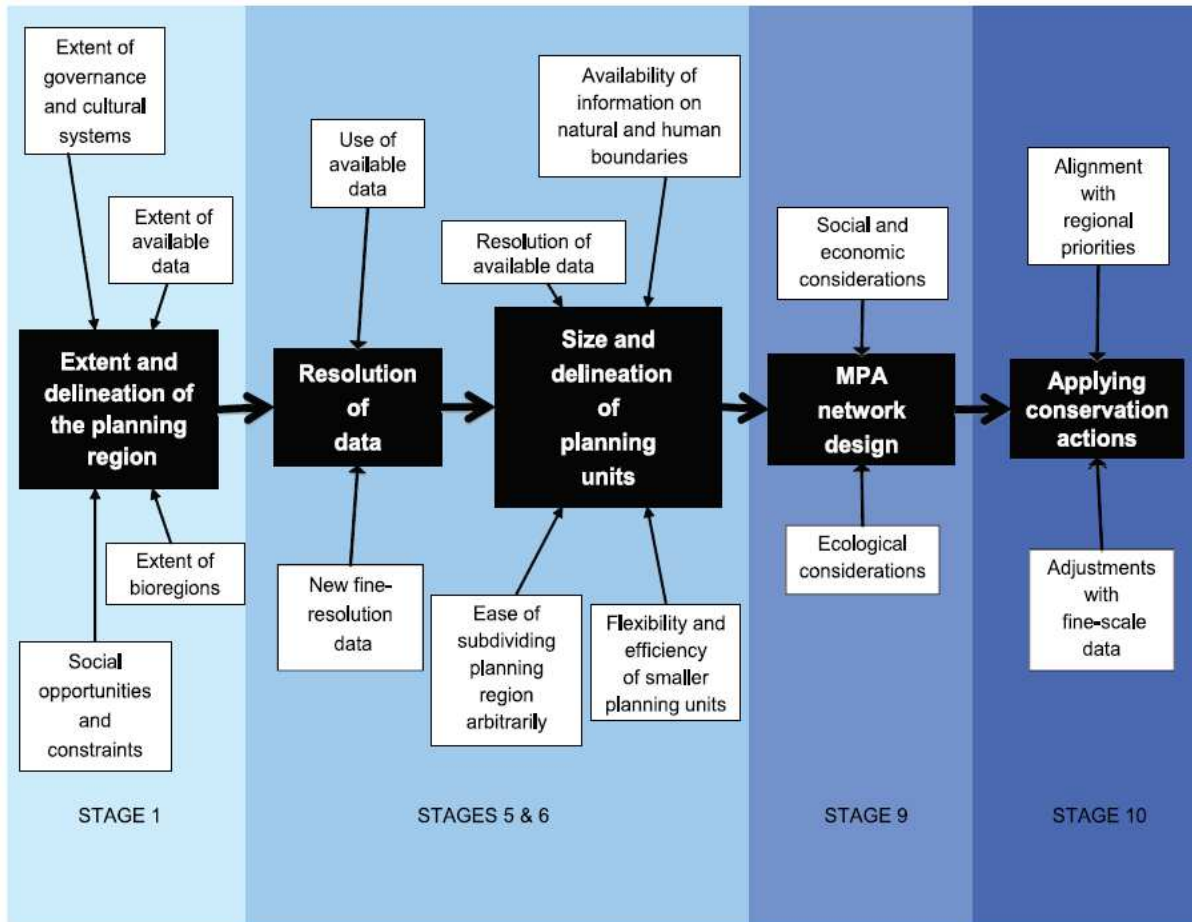 Extent of
governance
and cultural
systems
Extent of
available
data
Extent and
delineation of
the planning
region
Extent of
bioregions
Social
opportunities
and
constraints
STAGE 1
Use of
available
data
Resolution
of
data
New fine-
resolution
data
Availability of
information on
natural and human
boundaries
Resolution of
available data
Size and
delineation
of
planning
units
Ease of
subdividing
planning
region
arbitrarily
Flexibility and
efficiency
of smaller
planning units
STAGES 5 & 6
Social and
economic
considerations
MPA
network
design
Ecological
considerations
STAGE 9
Alignment
with
regional
priorities
Applying
conservation
actions
Adjustments
with
fine-scale
data
STAGE 10